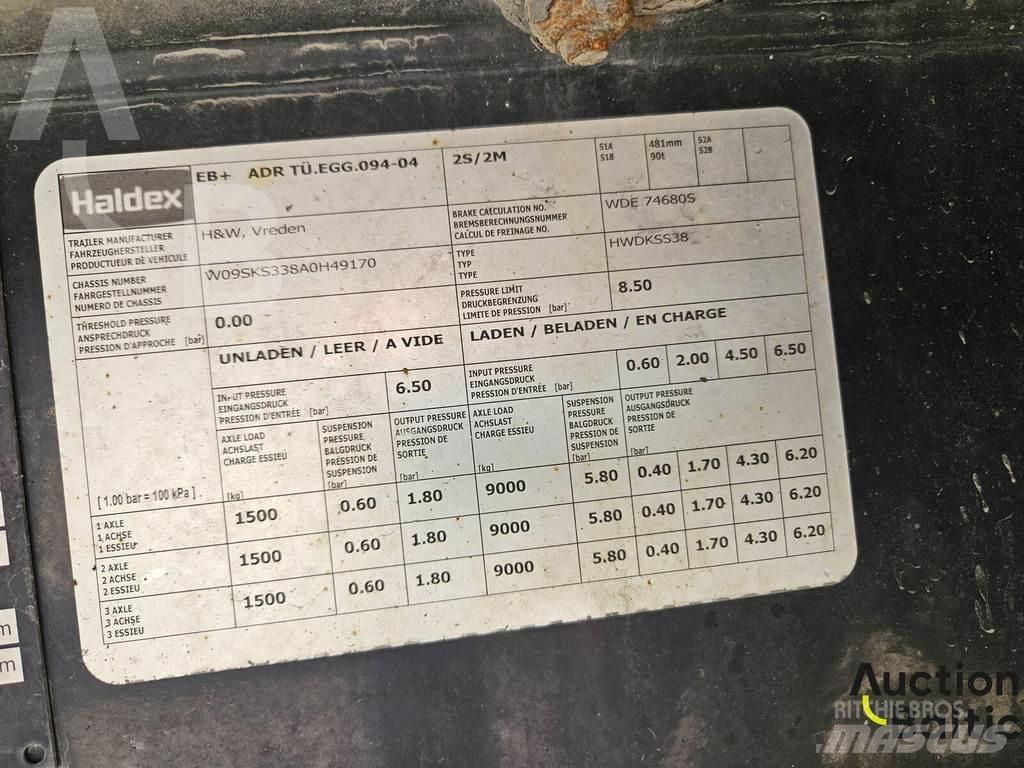 Haldex
EB+ ADR TÜ.EGG.094-04
2S/2M
S1A
S1B
481mm
90t
S2A
S2B
TRAILER MANUFACTURER
FAHRZEUGHERSTELLER
PRODUCTEUR DE VEHICULE
H&W, Vreden
BRAKE CALCULATION NO.
BREMSBERECHNUNGSNUMMER
CALCUL DE FREINAGE NO.
WDE 74680S
CHASSIS NUMBER
FAHRGESTELLNUMMER
NUMERO DE CHASSIS
W09SKS338A0H49170
TYPE
TYP
TYPE
HWDKSS38
THRESHOLD PRESSURE
ANSPRECHDRUCK
PRESSION D'APPROCHE [bar]
0.00
PRESSURE LIMIT
DRUCKBEGRENZUNG
LIMITE DE PRESSION [bar]
8.50
UNLADEN / LEER / A VIDE
LADEN / BELADEN / EN CHARGE
INPUT PRESSURE
EINGANGSDRUCK
PRESSION D'ENTRÉE [bar]
6.50
INPUT PRESSURE
EINGANGSDRUCK
PRESSION D'ENTRÉE [bar]
0.60 2.00 4.50 6.50
AXLE LOAD
ACHSLAST
CHARGE ESSIEU
[kg]
SUSPENSION
PRESSURE
BALGDRUCK
PRESSION DE
SUSPENSION
[bar]
OUTPUT PRESSURE
AUSGANGSDRUCK
PRESSION DE
SORTIE
[bar]
AXLE LOAD
ACHSLAST
CHARGE ESSIEU
[kg]
SUSPENSION
PRESSURE
BALGDRUCK
PRESSION DE
SUSPENSION
[bar]
OUTPUT PRESSURE
AUSGANGSDRUCK
PRESSION DE
SORTIE
[bar]
[ 1.00 bar = 100 kPa ]
1 AXLE
1 ACHSE
1 ESSIEU
1500 0.60 1.80 9000 5.80 0.40 1.70 4.30 6.20
2 AXLE
2 ACHSE
2 ESSIEU
1500 0.60 1.80 9000 5.80 0.40 1.70 4.30 6.20
3 AXLE
3 ACHSE
3 ESSIEU
1500 0.60 1.80 9000 5.80 0.40 1.70 4.30 6.20
m
m
A
B
Auction
Baltic
RITCHIE BROS.
MASCUS